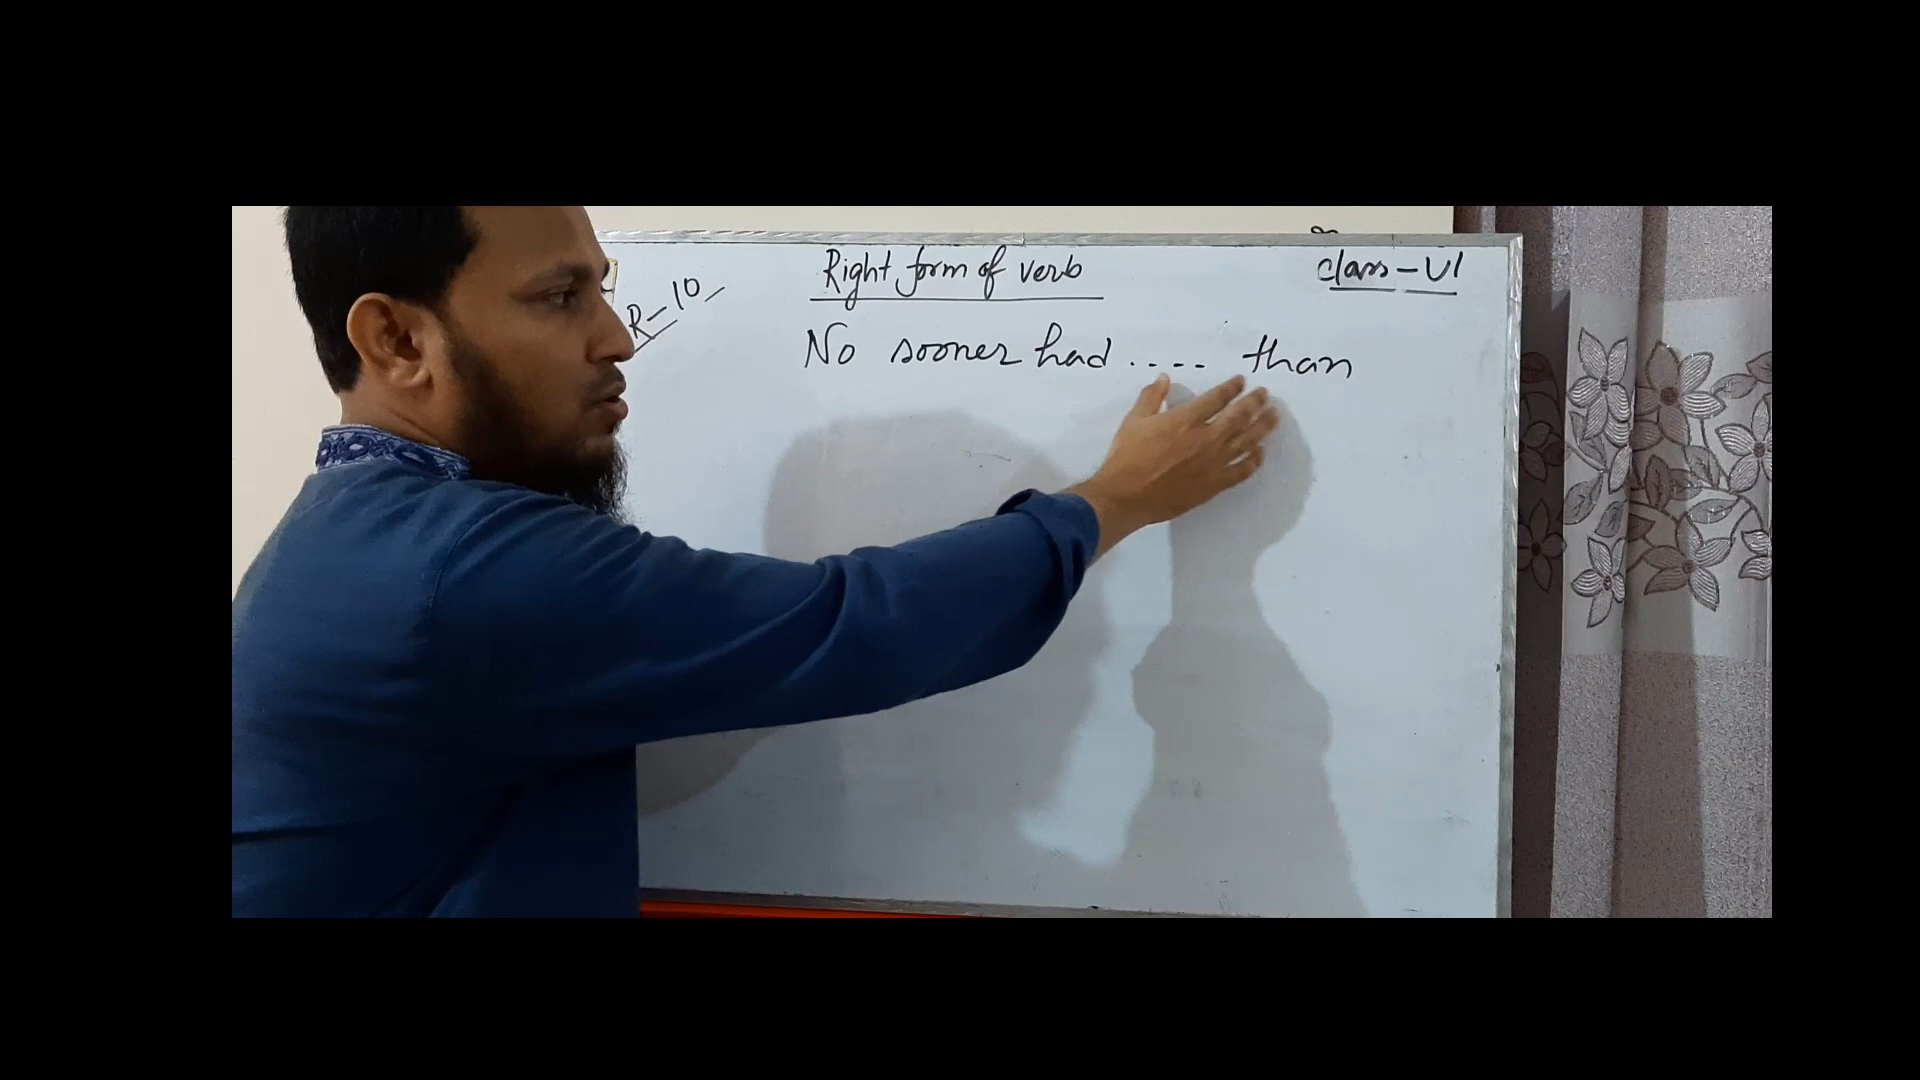 Right form of verb
class-VI
R-10
No sooner had .... than